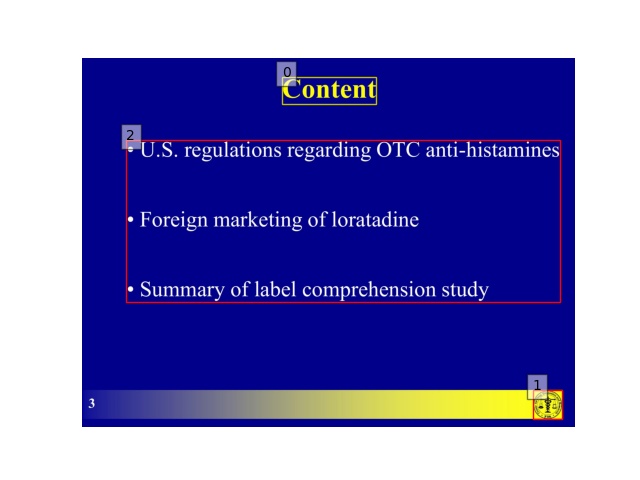 0
Content
2
• U.S. regulations regarding OTC anti-histamines
• Foreign marketing of loratadine
• Summary of label comprehension study
1
3